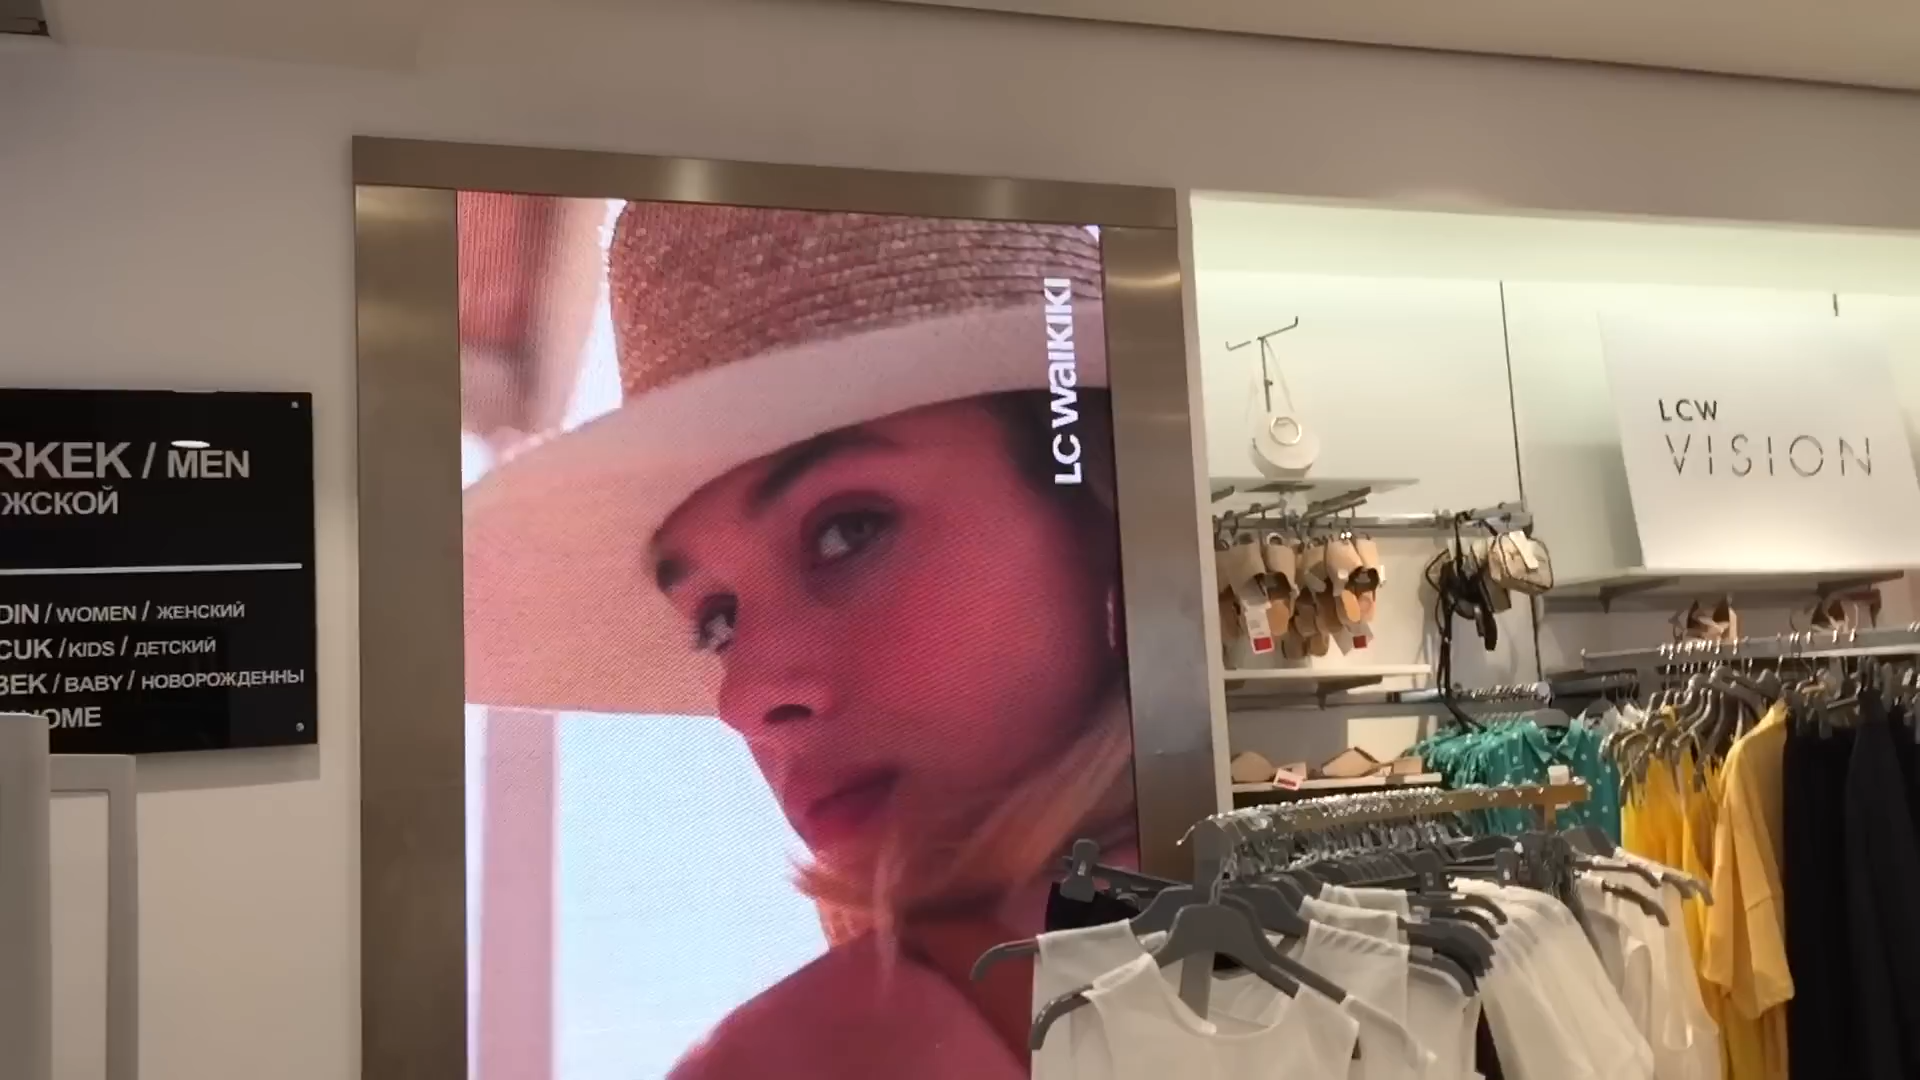 RKEK / MEN
ЖСКОЙ
DIN / WOMEN / ЖЕНСКИЙ
CUK / KIDS / ДЕТСКИЙ
BEK / BABY / НОВОРОЖДЕННЫ
HOME
LC WAIKIKI
LCW
VISION